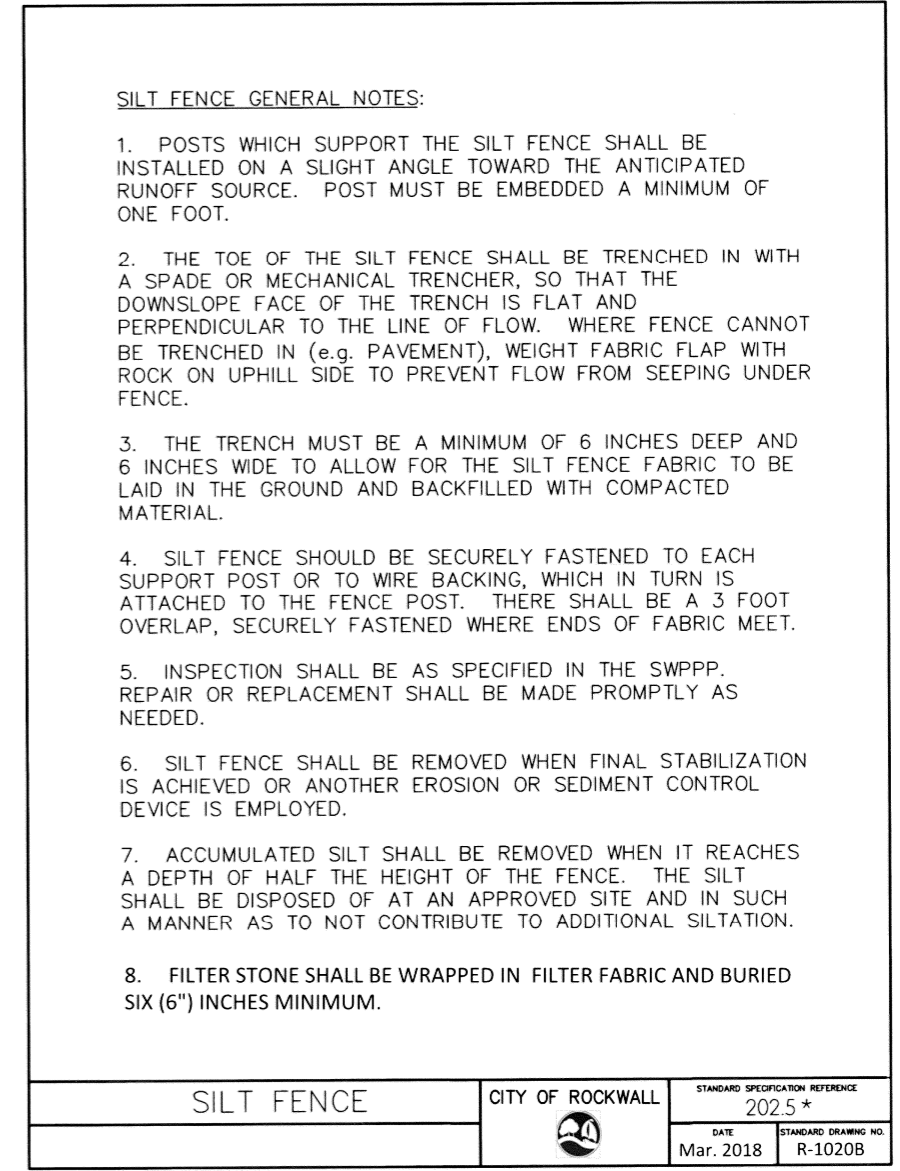 SILT FENCE GENERAL NOTES:
1. POSTS WHICH SUPPORT THE SILT FENCE SHALL BE
INSTALLED ON A SLIGHT ANGLE TOWARD THE ANTICIPATED
RUNOFF SOURCE. POST MUST BE EMBEDDED A MINIMUM OF
ONE FOOT.
2. THE TOE OF THE SILT FENCE SHALL BE TRENCHED IN WITH
A SPADE OR MECHANICAL TRENCHER, SO THAT THE
DOWNSLOPE FACE OF THE TRENCH IS FLAT AND
PERPENDICULAR TO THE LINE OF FLOW. WHERE FENCE CANNOT
BE TRENCHED IN (e.g. PAVEMENT), WEIGHT FABRIC FLAP WITH
ROCK ON UPHILL SIDE TO PREVENT FLOW FROM SEEPING UNDER
FENCE.
3. THE TRENCH MUST BE A MINIMUM OF 6 INCHES DEEP AND
6 INCHES WIDE TO ALLOW FOR THE SILT FENCE FABRIC TO BE
LAID IN THE GROUND AND BACKFILLED WITH COMPACTED
MATERIAL.
4. SILT FENCE SHOULD BE SECURELY FASTENED TO EACH
SUPPORT POST OR TO WIRE BACKING, WHICH IN TURN IS
ATTACHED TO THE FENCE POST. THERE SHALL BE A 3 FOOT
OVERLAP, SECURELY FASTENED WHERE ENDS OF FABRIC MEET.
5. INSPECTION SHALL BE AS SPECIFIED IN THE SWPPP.
REPAIR OR REPLACEMENT SHALL BE MADE PROMPTLY AS
NEEDED.
6. SILT FENCE SHALL BE REMOVED WHEN FINAL STABILIZATION
IS ACHIEVED OR ANOTHER EROSION OR SEDIMENT CONTROL
DEVICE IS EMPLOYED.
7. ACCUMULATED SILT SHALL BE REMOVED WHEN IT REACHES
A DEPTH OF HALF THE HEIGHT OF THE FENCE. THE SILT
SHALL BE DISPOSED OF AT AN APPROVED SITE AND IN SUCH
A MANNER AS TO NOT CONTRIBUTE TO ADDITIONAL SILTATION.
8. FILTER STONE SHALL BE WRAPPED IN FILTER FABRIC AND BURIED
SIX (6") INCHES MINIMUM.
SILT FENCE
CITY OF ROCKWALL
STANDARD SPECIFICATION REFERENCE
202.5 *
DATE
Mar. 2018
STANDARD DRAWING NO.
R-1020B